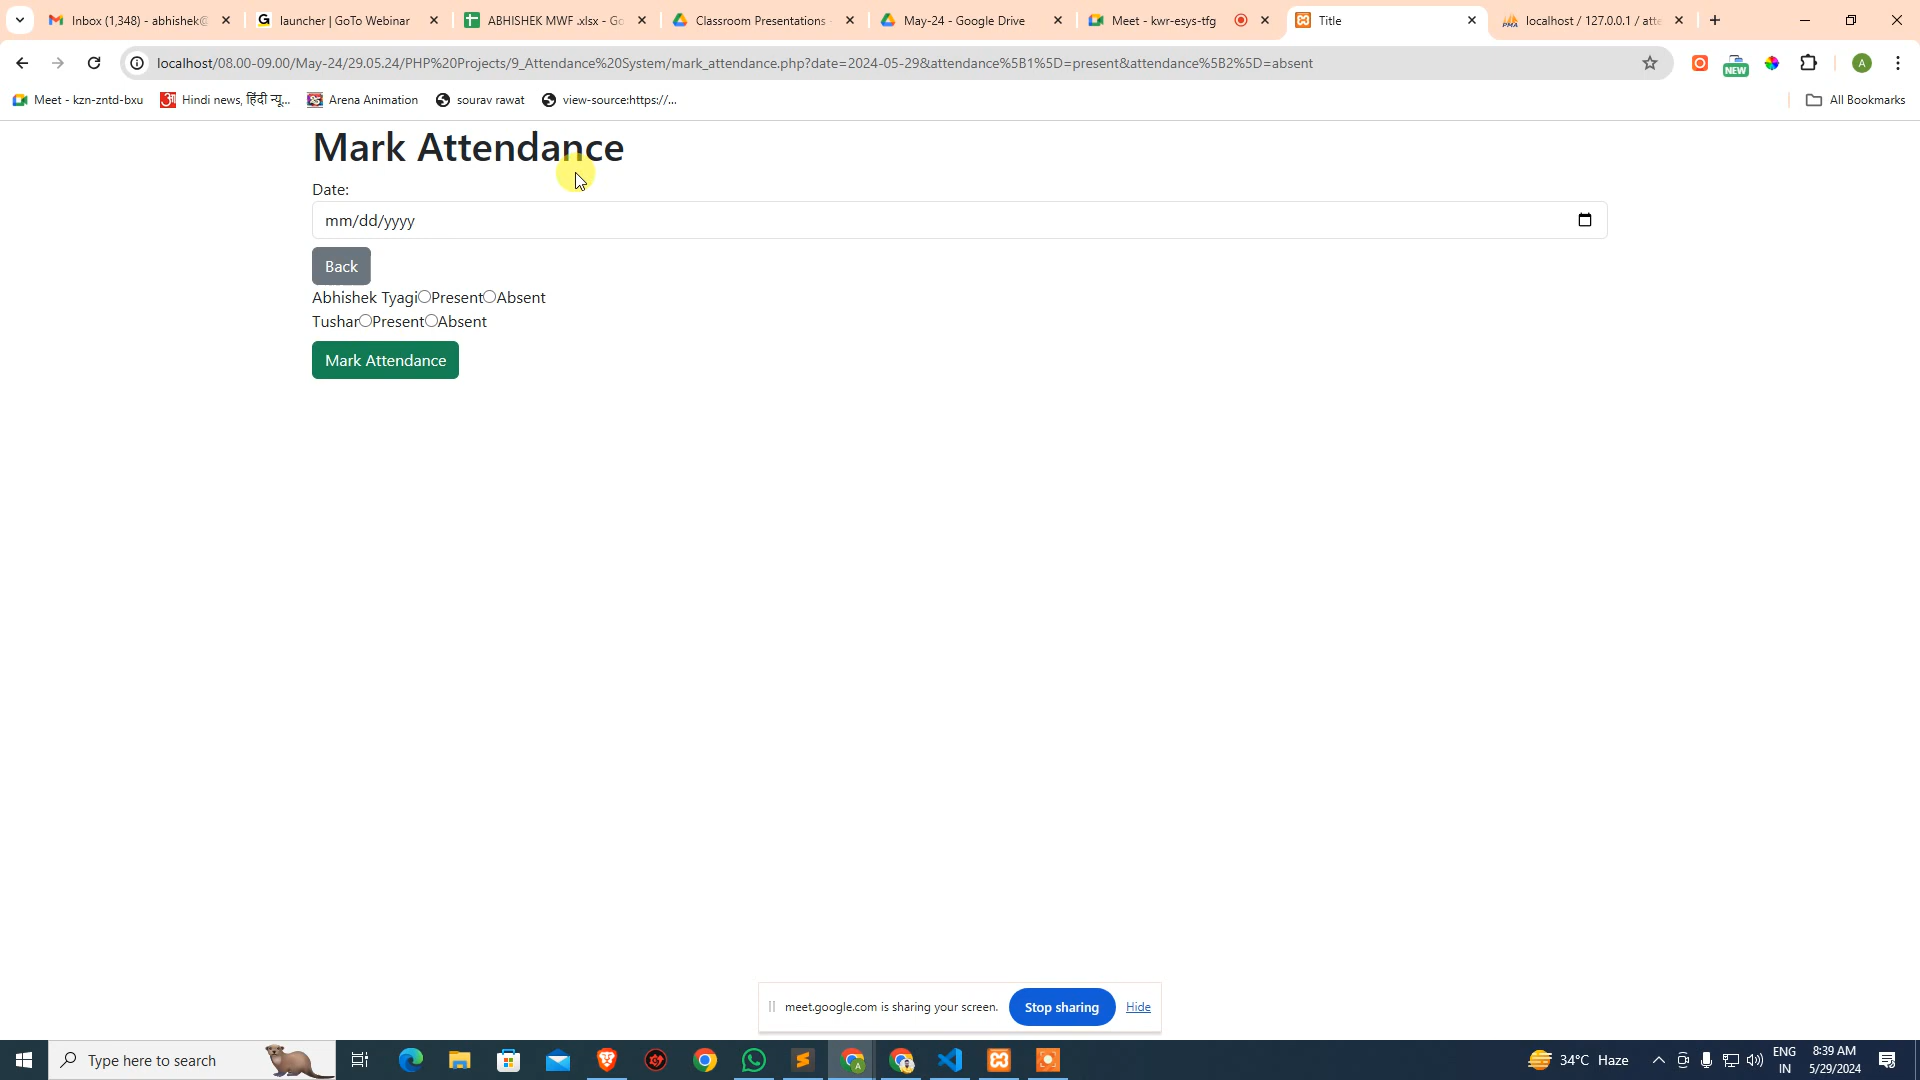 Inbox (1,348) - abhishek@
launcher | GoTo Webinar
ABHISHEK MWF .xlsx - Go
Classroom Presentations -
May-24 - Google Drive
Meet - kwr-esys-tfg
Title
localhost / 127.0.0.1 / atte
localhost/08.00-09.00/May-24/29.05.24/PHP%20Projects/9_Attendance%20System/mark_attendance.php?date=2024-05-29&attendance%5B1%5D=present&attendance%5B2%5D=absent
NEW
A
Meet - kzn-zntd-bxu
Hindi news, हिंदी न्यू...
Arena Animation
sourav rawat
view-source:https://...
All Bookmarks
Mark Attendance
Date:
mm/dd/yyyy
Back
Abhishek Tyagi Present Absent
Tushar Present Absent
Mark Attendance
meet.google.com is sharing your screen.
Stop sharing
Hide
Type here to search
34°C Haze
ENG
IN
8:39 AM
5/29/2024